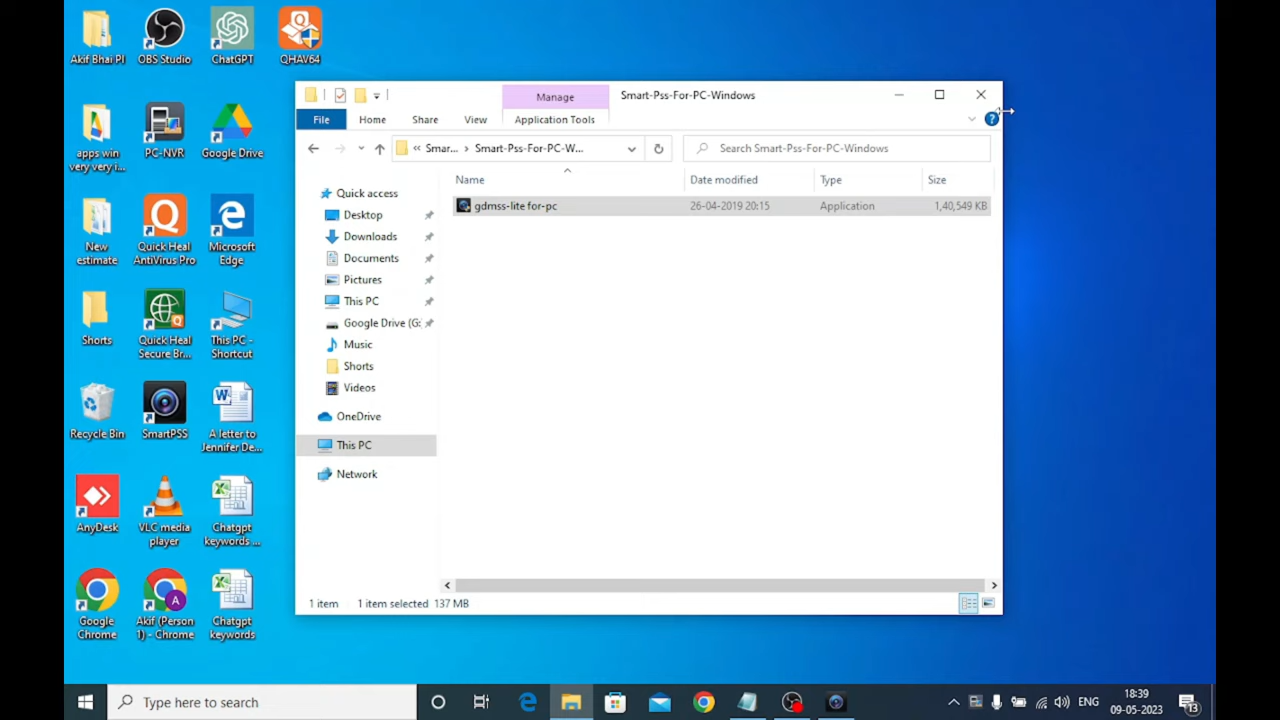 Akif Bhai Pl
OBS Studio
ChatGPT
QHAV64
apps win
very very i...
PC-NVR
Google Drive
New
estimate
Quick Heal
AntiVirus Pro
Microsoft
Edge
Shorts
Quick Heal
Secure Br...
This PC -
Shortcut
Recycle Bin
SmartPSS
A letter to
Jennifer De...
AnyDesk
VLC media
player
Chatgpt
keywords ...
Google
Chrome
Akif (Person
1) - Chrome
Chatgpt
keywords
Manage
Smart-Pss-For-PC-Windows
File
Home
Share
View
Application Tools
« Smar... › Smart-Pss-For-PC-W...
Search Smart-Pss-For-PC-Windows
Name
Date modified
Type
Size
gdmss-lite for-pc
26-04-2019 20:15
Application
1,40,549 KB
Quick access
Desktop
Downloads
Documents
Pictures
This PC
Google Drive (G:
Music
Shorts
Videos
OneDrive
This PC
Network
1 item
1 item selected 137 MB
Type here to search
ENG
18:39
09-05-2023
13